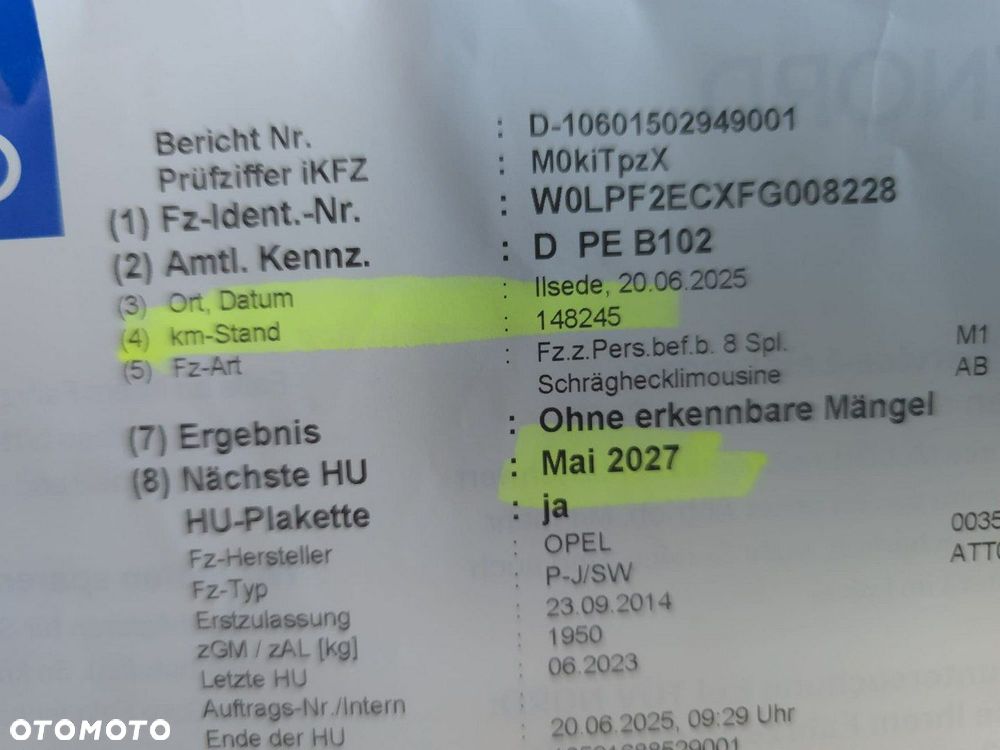 Bericht Nr. : D-10601502949001
Prüfziffer iKFZ : M0kiTpzX
(1) Fz-Ident.-Nr. : W0LPF2ECXFG008228
(2) Amtl. Kennz. : D PE B102
(3) Ort, Datum : Ilsede, 20.06.2025
(4) km-Stand : 148245
(5) Fz-Art : Fz.z.Pers.bef.b. 8 Spl. M1
Schräghecklimousine AB
(7) Ergebnis : Ohne erkennbare Mängel
(8) Nächste HU : Mai 2027
HU-Plakette : ja
Fz-Hersteller : OPEL 0035
Fz-Typ : P-J/SW
Erstzulassung : 23.09.2014
zGM / zAL [kg] : 1950
Letzte HU : 06.2023
Auftrags-Nr./Intern :
Ende der HU : 20.06.2025, 09:29 Uhr
OTOMOTO